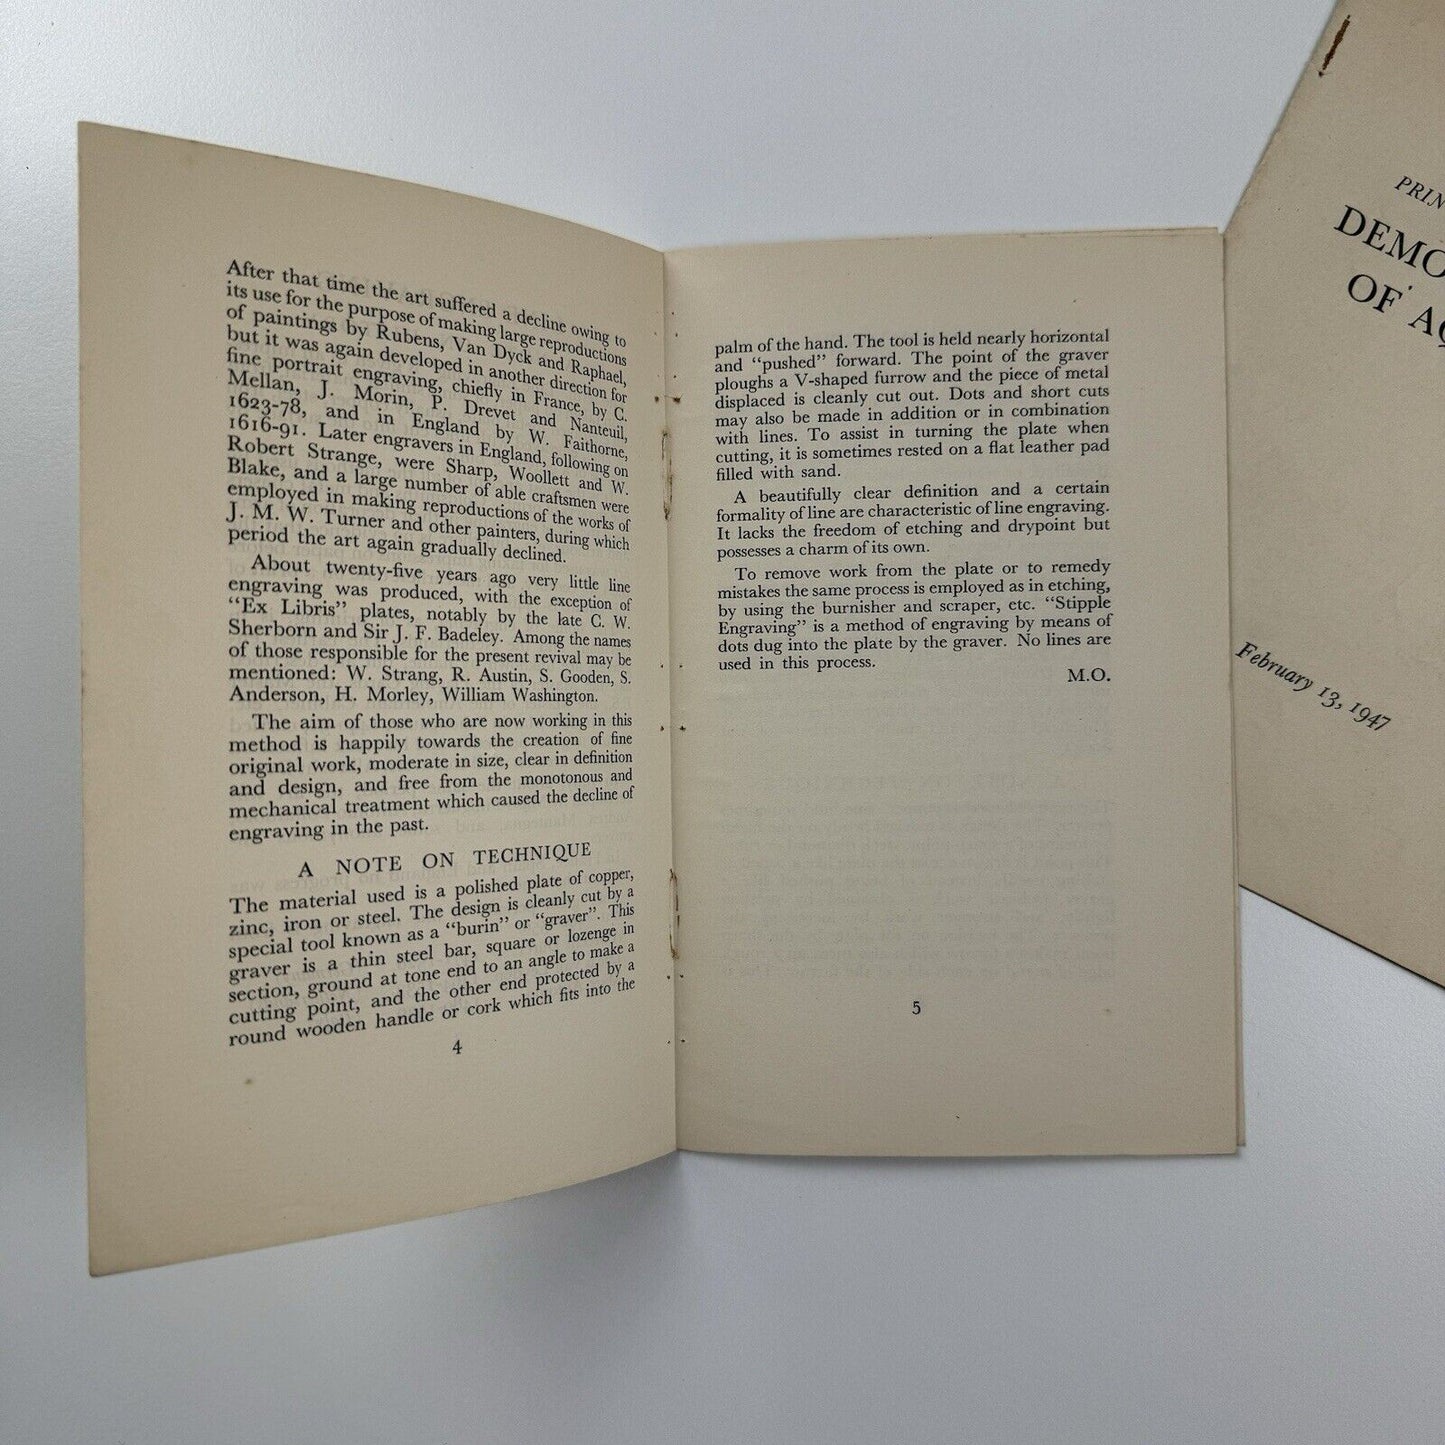 After that time the art suffered a decline owing to
its use for the purpose of making large reproductions
of paintings by Rubens, Van Dyck and Raphael,
but it was again developed in another direction for
fine portrait engraving, chiefly in France, by C.
Mellan, J. Morin, P. Drevet and Nanteuil,
1623-78, and in England by W. Faithorne,
1616-91. Later engravers in England, following on
Robert Strange, were Sharp, Woollett and W.
Blake, and a large number of able craftsmen were
employed in making reproductions of the works of
J. M. W. Turner and other painters, during which
period the art again gradually declined.
About twenty-five years ago very little line
engraving was produced, with the exception of
"Ex Libris" plates, notably by the late C. W.
Sherborn and Sir J. F. Badeley. Among the names
of those responsible for the present revival may be
mentioned: W. Strang, R. Austin, S. Gooden, S.
Anderson, H. Morley, William Washington.
The aim of those who are now working in this
method is happily towards the creation of fine
original work, moderate in size, clear in definition
and design, and free from the monotonous and
mechanical treatment which caused the decline of
engraving in the past.
A NOTE ON TECHNIQUE
The material used is a polished plate of copper,
zinc, iron or steel. The design is cleanly cut by a
special tool known as a "burin" or "graver". This
graver is a thin steel bar, square or lozenge in
section, ground at tone end to an angle to make a
cutting point, and the other end protected by a
round wooden handle or cork which fits into the
4
palm of the hand. The tool is held nearly horizontal
and "pushed" forward. The point of the graver
ploughs a V-shaped furrow and the piece of metal
displaced is cleanly cut out. Dots and short cuts
may also be made in addition or in combination
with lines. To assist in turning the plate when
cutting, it is sometimes rested on a flat leather pad
filled with sand.
A beautifully clear definition and a certain
formality of line are characteristic of line engraving.
It lacks the freedom of etching and drypoint but
possesses a charm of its own.
To remove work from the plate or to remedy
mistakes the same process is employed as in etching,
by using the burnisher and scraper, etc. "Stipple
Engraving" is a method of engraving by means of
dots dug into the plate by the graver. No lines are
used in this process.
M.O.
5
PRIN
DEMO
OF AQ
February 13, 1947